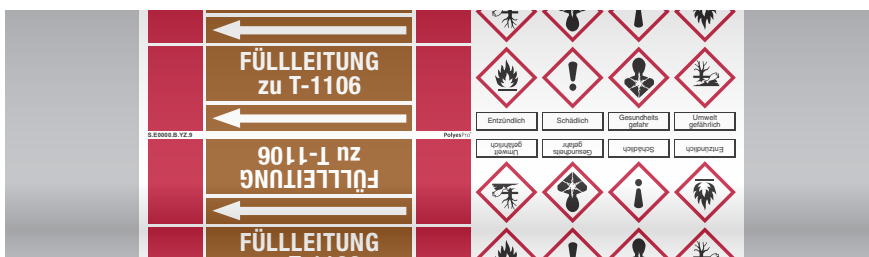 FÜLLLEITUNG
zu T-1106
Entzündlich
Schädlich
Gesundheits
gefahr
Umwelt
gefährlich
S.E0000.B.YZ.9
PolyesPro
FÜLLLEITUNG
zu T-1106
Entzündlich
Schädlich
Gesundheits
gefahr
Umwelt
gefährlich
FÜLLLEITUNG